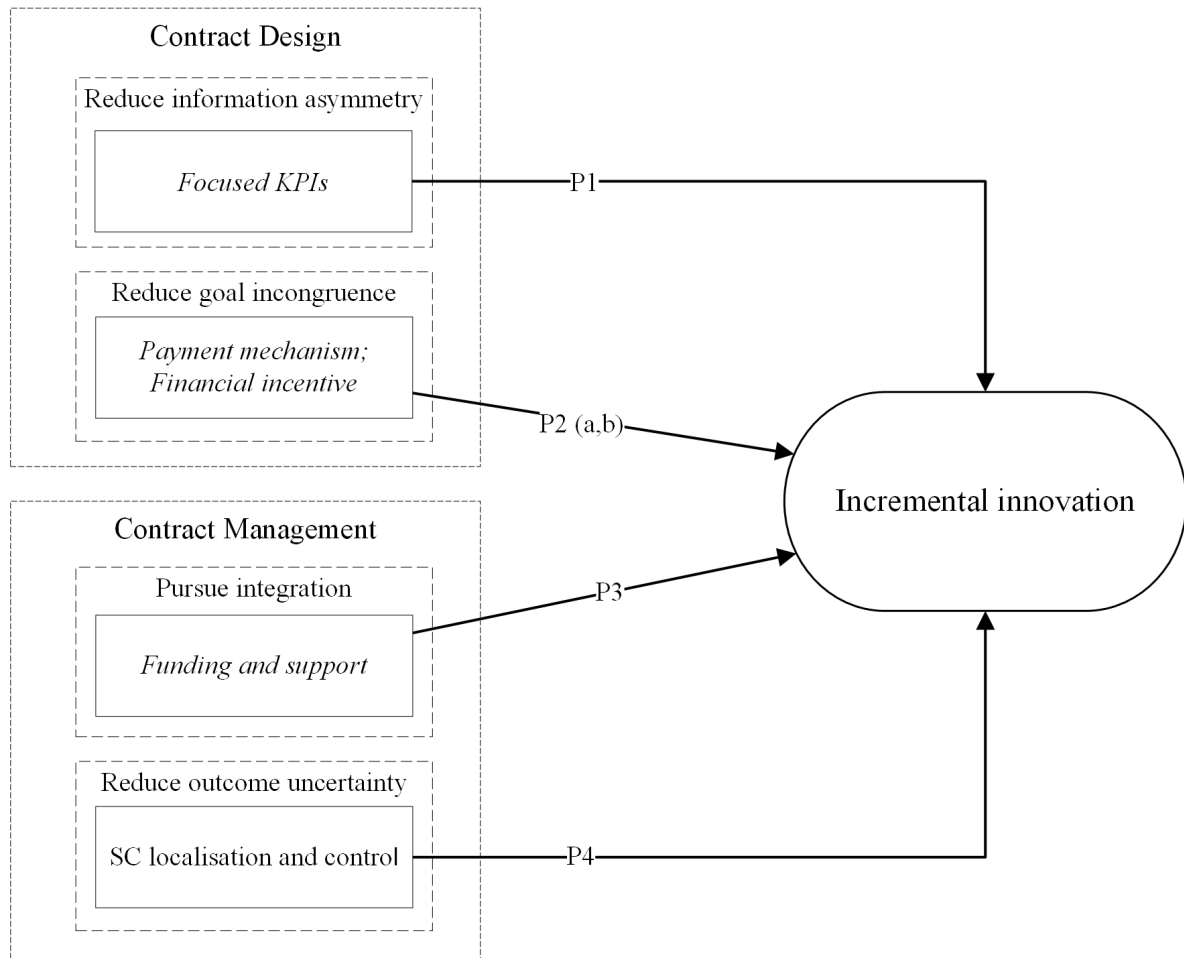 Contract Design
Reduce information asymmetry
Focused KPIs
P1
Reduce goal incongruence
Payment mechanism;
Financial incentive
P2 (a,b)
Incremental innovation
Contract Management
Pursue integration
P3
Funding and support
Reduce outcome uncertainty
SC localisation and control
P4